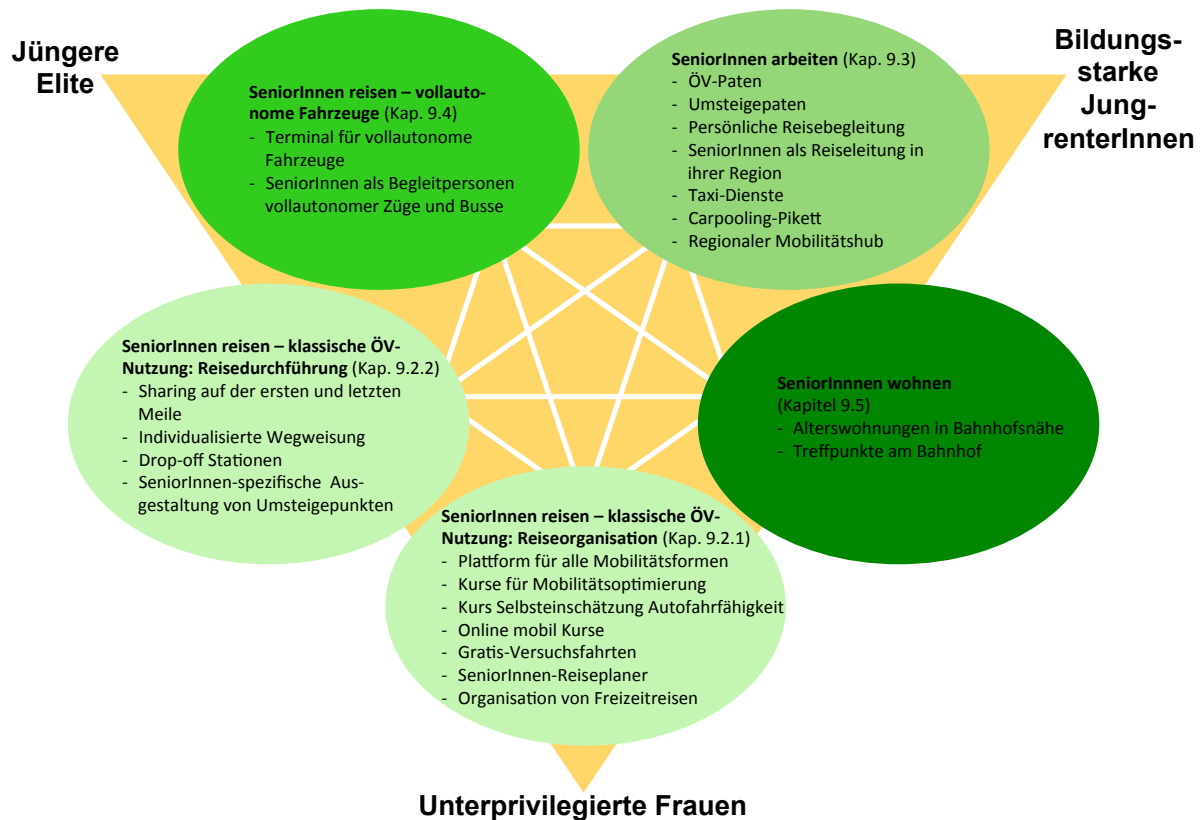 Jüngere
Elite
Bildungs-
starke
Jung-
renterInnen
SeniorInnen reisen – vollauto-
nome Fahrzeuge (Kap. 9.4)
- Terminal für vollautonome
Fahrzeuge
- SeniorInnen als Begleitpersonen
vollautonomer Züge und Busse
SeniorInnen arbeiten (Kap. 9.3)
- ÖV-Paten
- Umsteigepaten
- Persönliche Reisebegleitung
- SeniorInnen als Reiseleitung in
ihrer Region
- Taxi-Dienste
- Carpooling-Pikett
- Regionaler Mobilitätshub
SeniorInnen reisen – klassische ÖV-
Nutzung: Reisedurchführung (Kap. 9.2.2)
- Sharing auf der ersten und letzten
Meile
- Individualisierte Wegweisung
- Drop-off Stationen
- SeniorInnen-spezifische Aus-
gestaltung von Umsteigepunkten
SeniorInnnen wohnen
(Kapitel 9.5)
- Alterswohnungen in Bahnhofsnähe
- Treffpunkte am Bahnhof
SeniorInnen reisen – klassische ÖV-
Nutzung: Reiseorganisation (Kap. 9.2.1)
- Plattform für alle Mobilitätsformen
- Kurse für Mobilitätsoptimierung
- Kurs Selbsteinschätzung Autofahrfähigkeit
- Online mobil Kurse
- Gratis-Versuchsfahrten
- SeniorInnen-Reiseplaner
- Organisation von Freizeitreisen
Unterprivilegierte Frauen